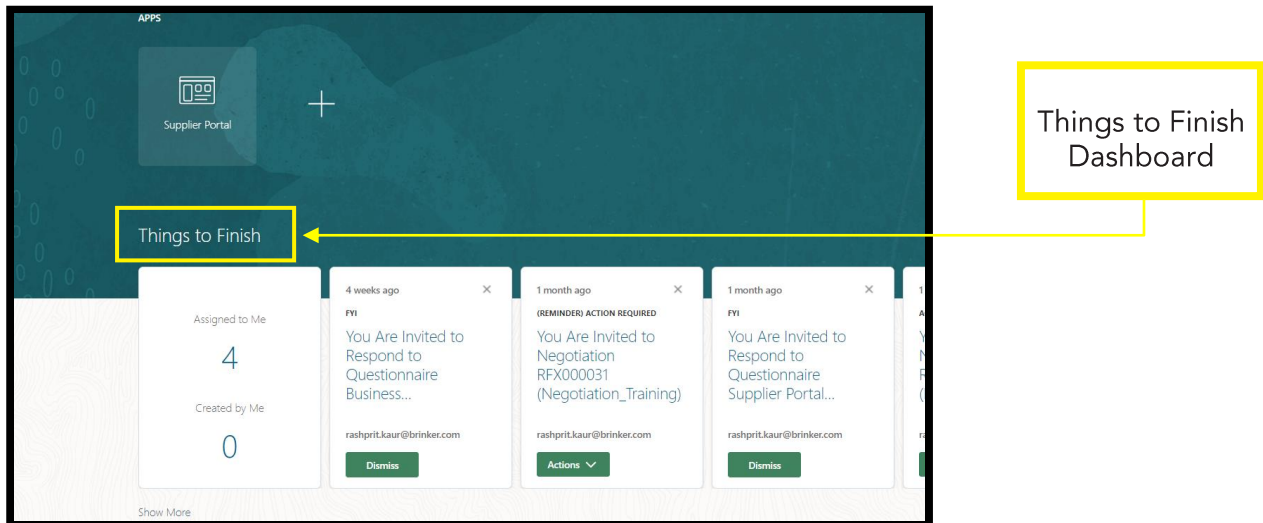 APPS
Supplier Portal
Things to Finish
Dashboard
Things to Finish
Assigned to Me
4
Created by Me
0
4 weeks ago
FYI
You Are Invited to
Respond to
Questionnaire
Business...
rashprit.kaur@brinker.com
Dismiss
1 month ago
(REMINDER) ACTION REQUIRED
You Are Invited to
Negotiation
RFX000031
(Negotiation_Training)
rashprit.kaur@brinker.com
Actions
1 month ago
FYI
You Are Invited to
Respond to
Questionnaire
Supplier Portal...
rashprit.kaur@brinker.com
Dismiss
Show More